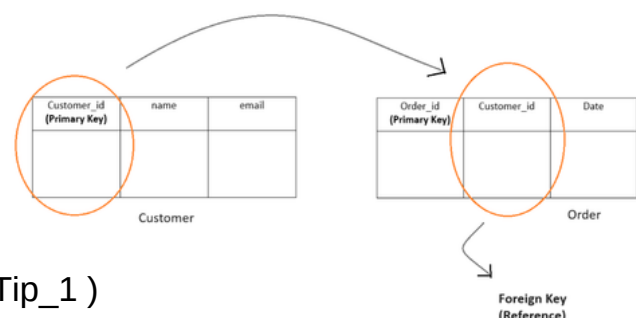 Customer_id name email
(Primary Key)
Customer
Order_id Customer_id Date
(Primary Key)
Order
Foreign Key
(Reference)
Tip_1 )